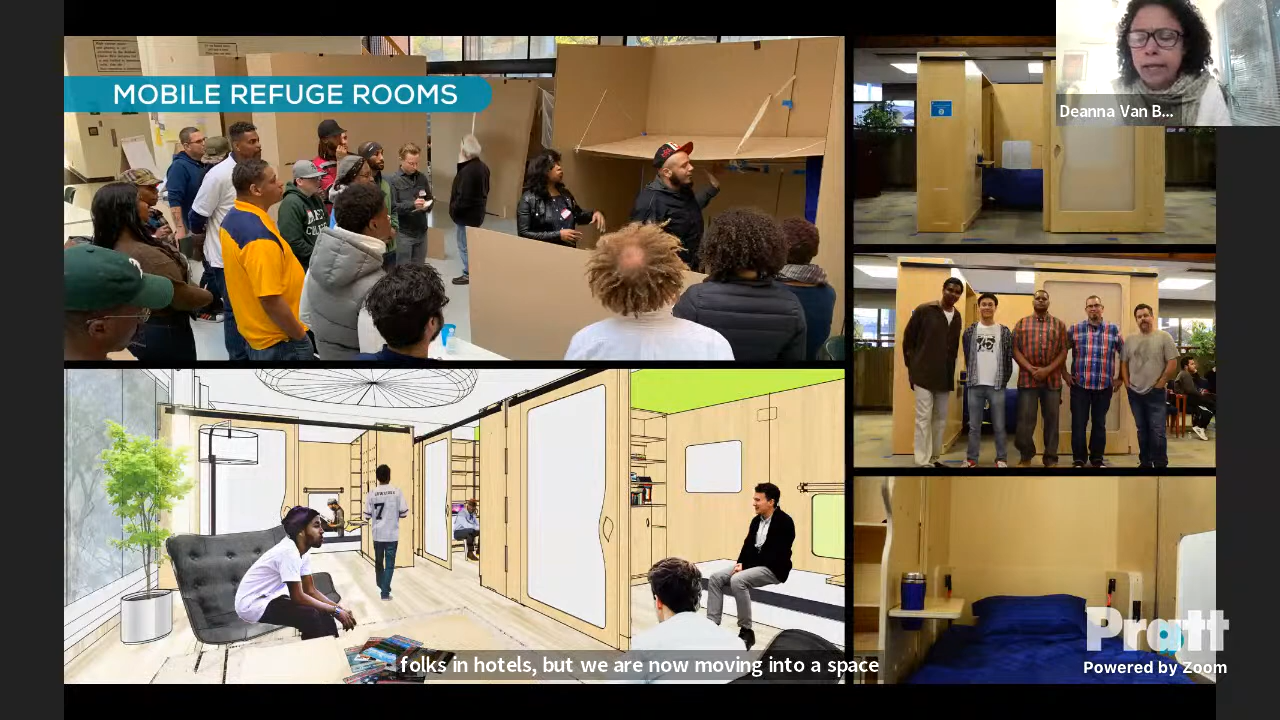 MOBILE REFUGE ROOMS
Deanna Van B...
7
folks in hotels, but we are now moving into a space
Pratt
Powered by Zoom